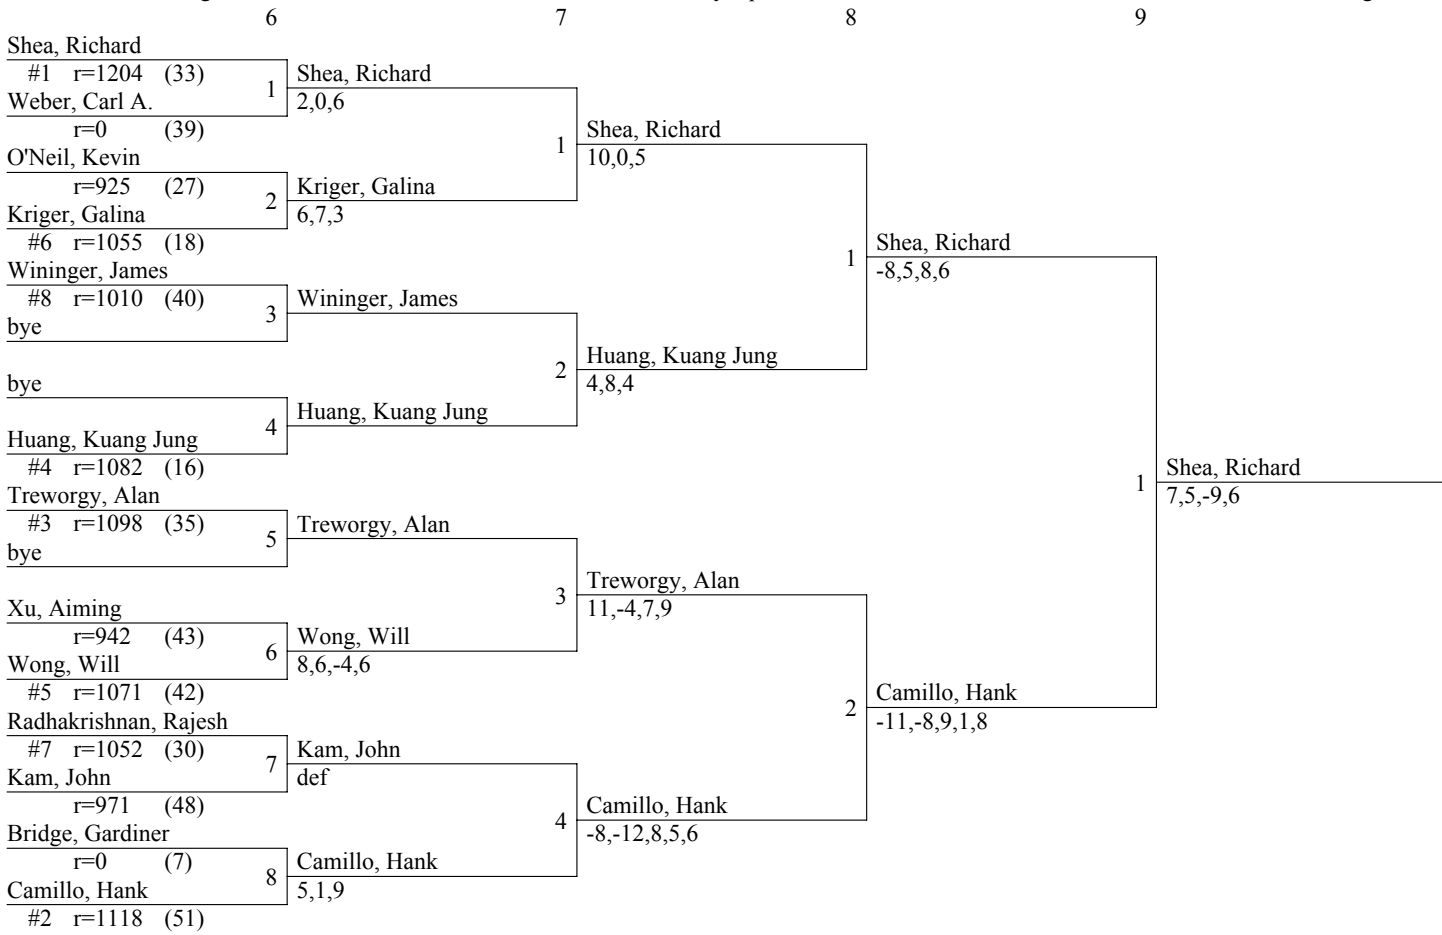 6 7 8 9
Shea, Richard
#1 r=1204 (33)
1
Shea, Richard
2,0,6
Weber, Carl A.
r=0 (39)
1
Shea, Richard
10,0,5
O'Neil, Kevin
r=925 (27)
2
Kriger, Galina
6,7,3
Kriger, Galina
#6 r=1055 (18)
1
Shea, Richard
-8,5,8,6
Wininger, James
#8 r=1010 (40)
3
Wininger, James
bye
2
Huang, Kuang Jung
4,8,4
bye
4
Huang, Kuang Jung
Huang, Kuang Jung
#4 r=1082 (16)
1
Shea, Richard
7,5,-9,6
Treworgy, Alan
#3 r=1098 (35)
5
Treworgy, Alan
bye
3
Treworgy, Alan
11,-4,7,9
Xu, Aiming
r=942 (43)
6
Wong, Will
8,6,-4,6
Wong, Will
#5 r=1071 (42)
2
Camillo, Hank
-11,-8,9,1,8
Radhakrishnan, Rajesh
#7 r=1052 (30)
7
Kam, John
def
Kam, John
r=971 (48)
4
Camillo, Hank
-8,-12,8,5,6
Bridge, Gardiner
r=0 (7)
8
Camillo, Hank
5,1,9
Camillo, Hank
#2 r=1118 (51)